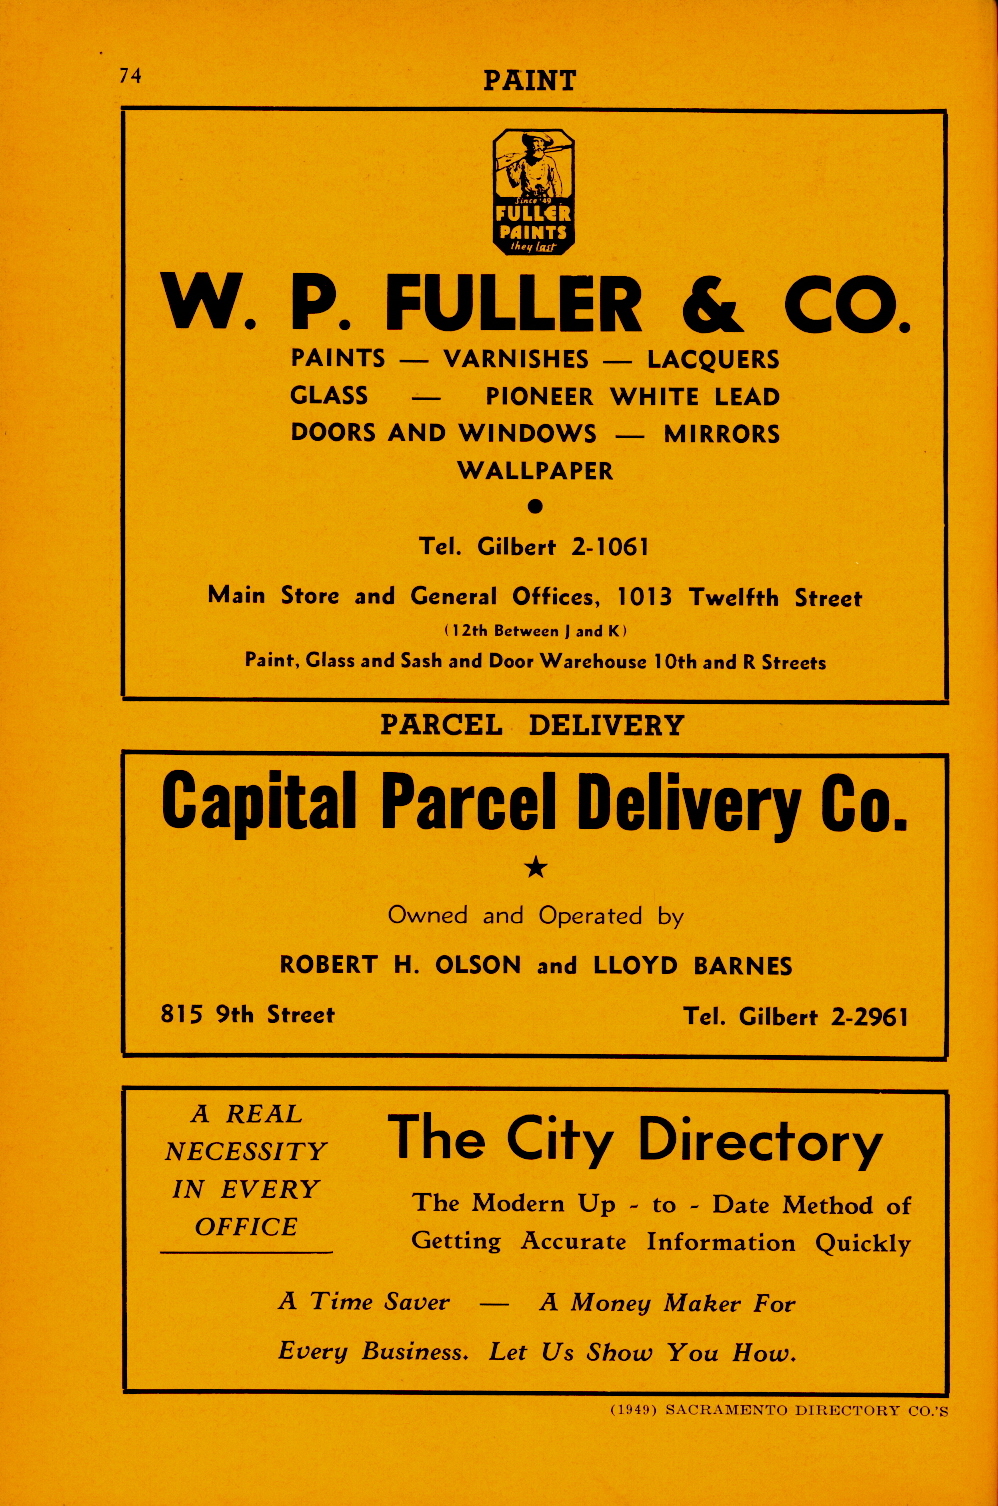 74
PAINT
Since '49
FULLER
PAINTS
they last
W. P. FULLER & CO.
PAINTS — VARNISHES — LACQUERS
GLASS — PIONEER WHITE LEAD
DOORS AND WINDOWS — MIRRORS
WALLPAPER
Tel. Gilbert 2-1061
Main Store and General Offices, 1013 Twelfth Street
(12th Between J and K)
Paint, Glass and Sash and Door Warehouse 10th and R Streets
PARCEL DELIVERY
Capital Parcel Delivery Co.
★
Owned and Operated by
ROBERT H. OLSON and LLOYD BARNES
815 9th Street Tel. Gilbert 2-2961
A REAL
NECESSITY
IN EVERY
OFFICE
The City Directory
The Modern Up - to - Date Method of
Getting Accurate Information Quickly
A Time Saver — A Money Maker For
Every Business. Let Us Show You How.
(1949) SACRAMENTO DIRECTORY CO.'S